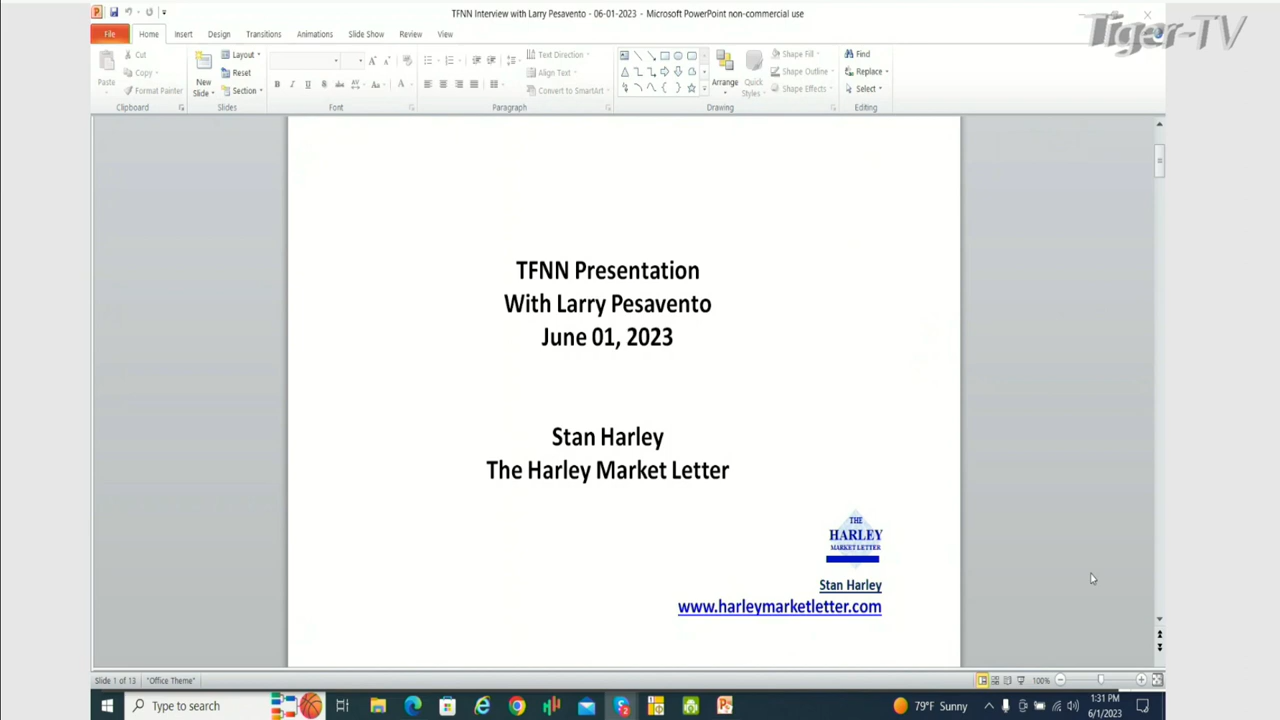 TFNN Interview with Larry Pesavento - 06-01-2023 - Microsoft PowerPoint non-commercial use
Tiger-TV
File Home Insert Design Transitions Animations Slide Show Review View
Cut
Copy
Format Painter
Paste
Clipboard
New
Slide
Layout
Reset
Section
Slides
Font
Text Direction
Align Text
Convert to SmartArt
Paragraph
Arrange
Quick
Styles
Shape Fill
Shape Outline
Shape Effects
Drawing
Find
Replace
Select
Editing
TFNN Presentation
With Larry Pesavento
June 01, 2023
Stan Harley
The Harley Market Letter
THE
HARLEY
MARKET LETTER
Stan Harley
www.harleymarketletter.com
Slide 1 of 13 "Office Theme" 100%
Type to search
79°F Sunny
1:31 PM
6/1/2023